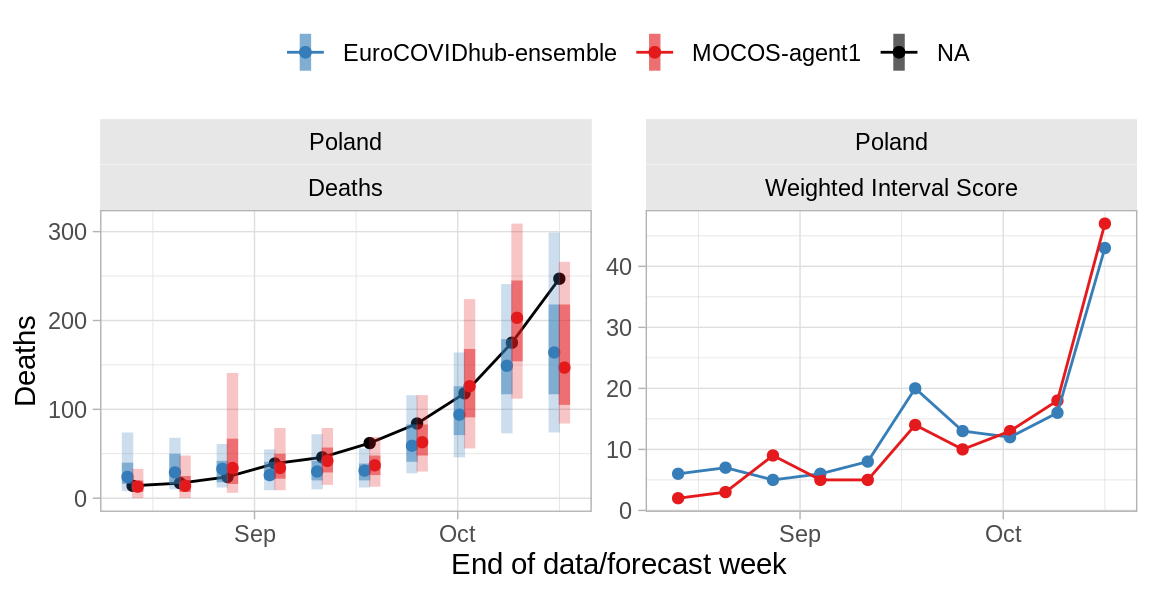 EuroCOVIDhub-ensemble MOCOS-agent1 NA
Poland
Deaths
Poland
Weighted Interval Score
Deaths
300
200
100
0
Sep Oct
40
30
20
10
0
Sep Oct
End of data/forecast week